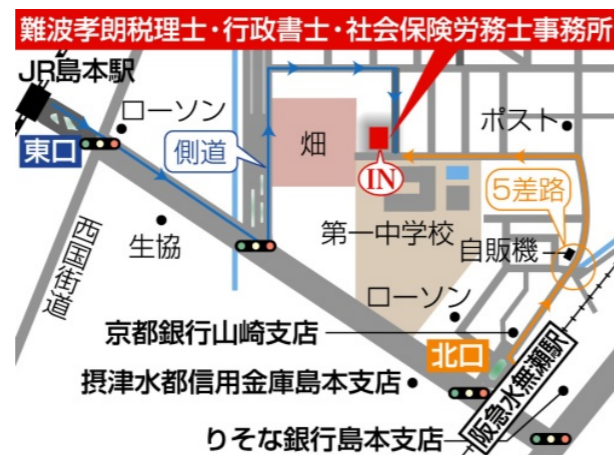 難波孝朗税理士・行政書士・社会保険労務士事務所
JR島本駅
ローソン
ポスト
東口
側道
畑
IN
5差路
生協
第一中学校
自販機
西国街道
ローソン
京都銀行山崎支店
北口
摂津水都信用金庫島本支店
阪急水無瀬駅
りそな銀行島本支店